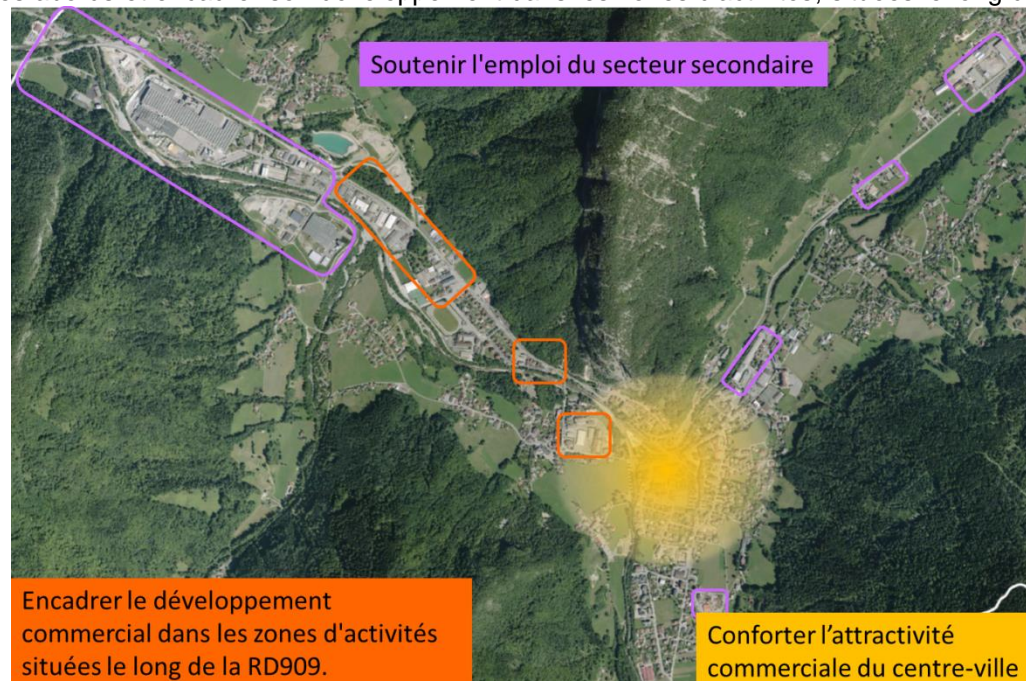 Soutenir l'emploi du secteur secondaire
Encadrer le développement
commercial dans les zones d'activités
situées le long de la RD909.
Conforter l'attractivité
commerciale du centre-ville